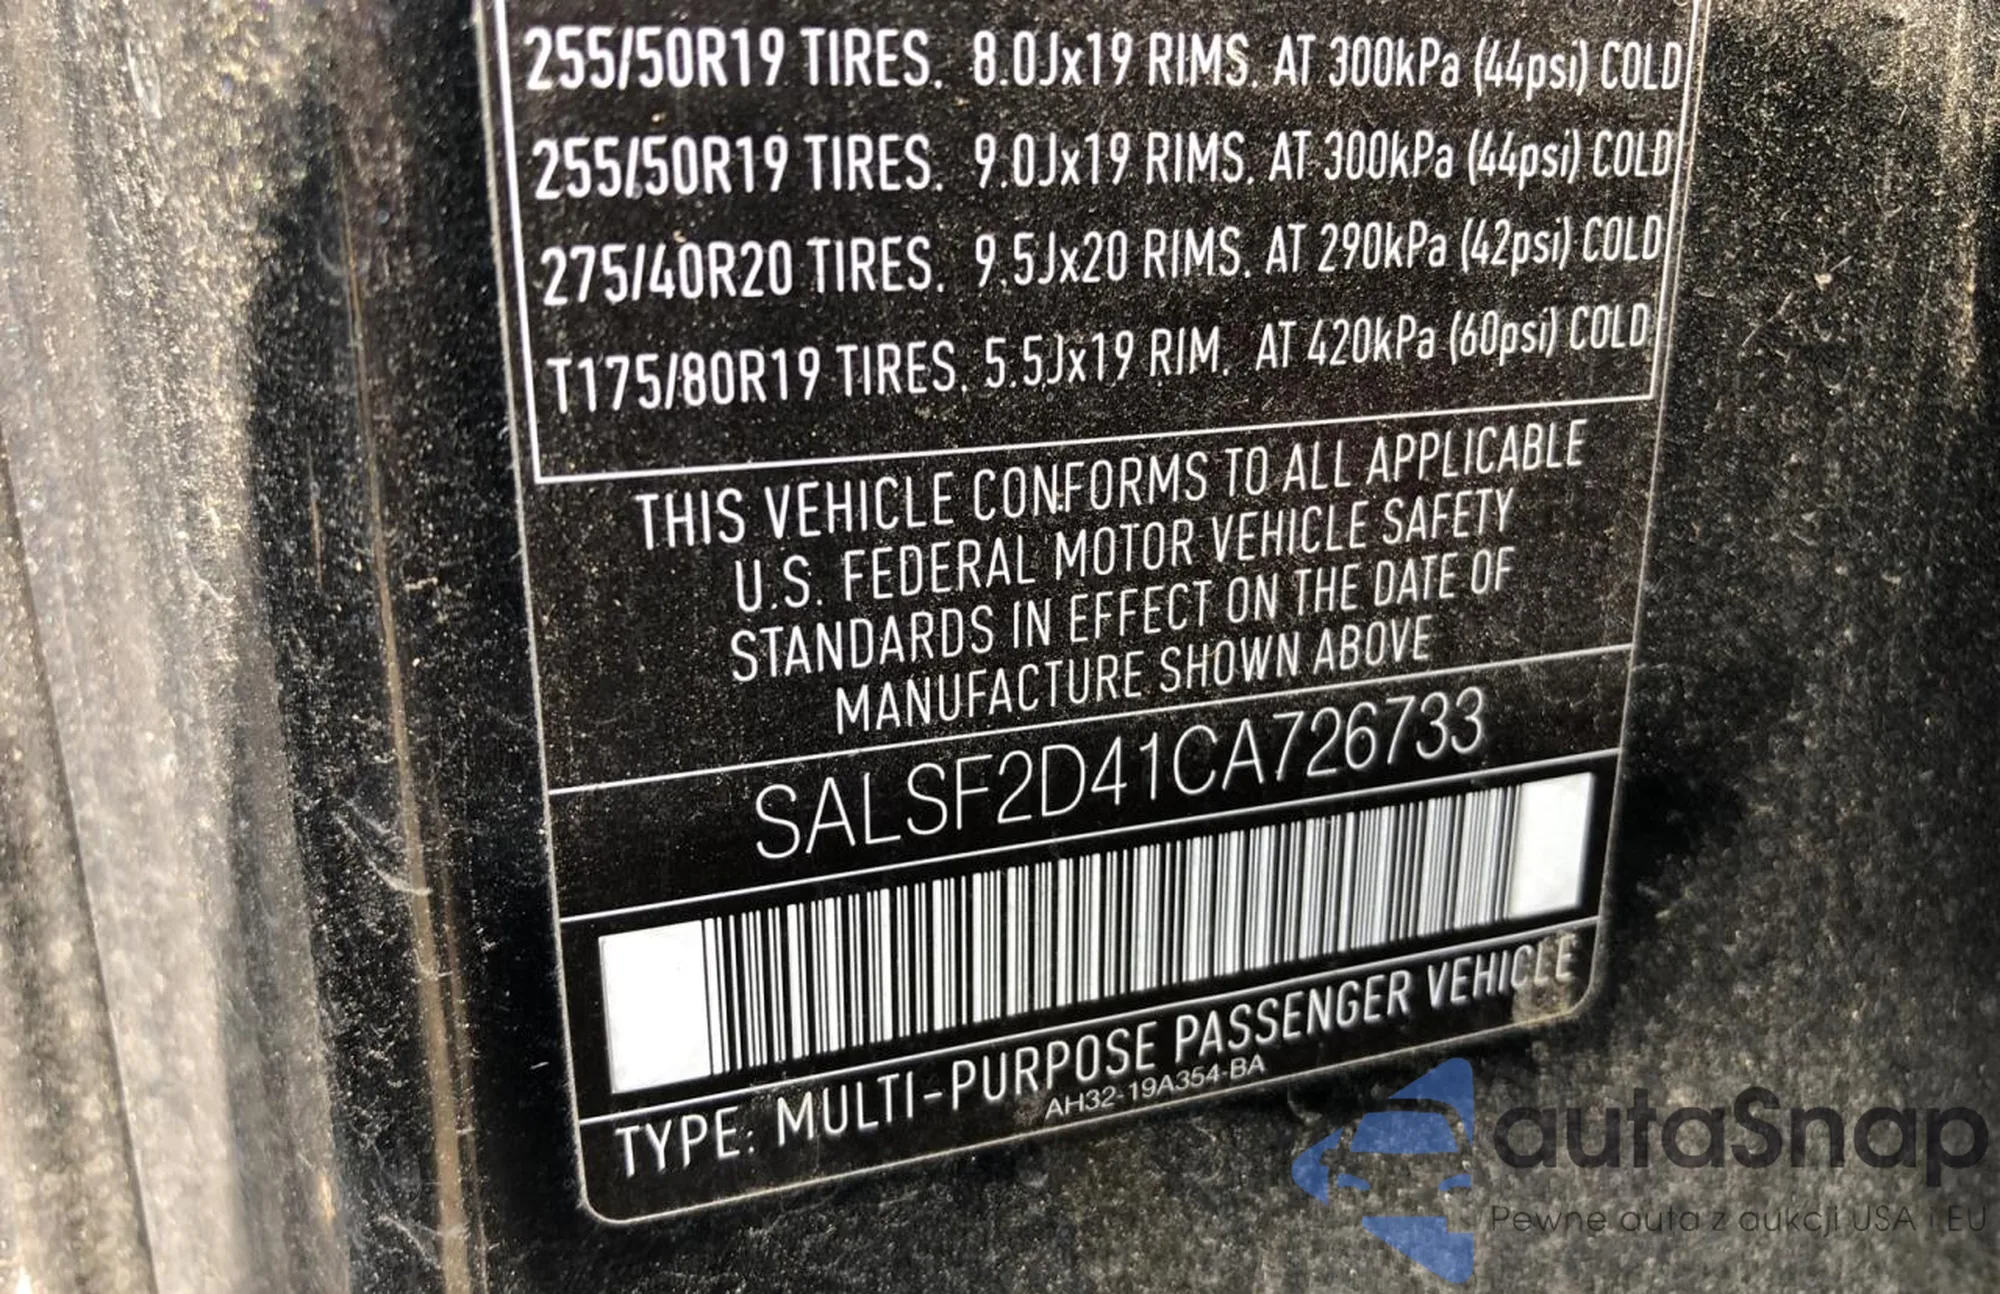 255/50R19 TIRES. 8.0Jx19 RIMS. AT 300kPa (44psi) COLD
255/50R19 TIRES. 9.0Jx19 RIMS. AT 300kPa (44psi) COLD
275/40R20 TIRES. 9.5Jx20 RIMS. AT 290kPa (42psi) COLD
T175/80R19 TIRES. 5.5Jx19 RIM. AT 420kPa (60psi) COLD
THIS VEHICLE CONFORMS TO ALL APPLICABLE
U.S. FEDERAL MOTOR VEHICLE SAFETY
STANDARDS IN EFFECT ON THE DATE OF
MANUFACTURE SHOWN ABOVE
SALSF2D41CA726733
TYPE: MULTI-PURPOSE PASSENGER VEHICLE
AH32-19A354-BA
autaSnap
Pewne auta z aukcji USA i EU